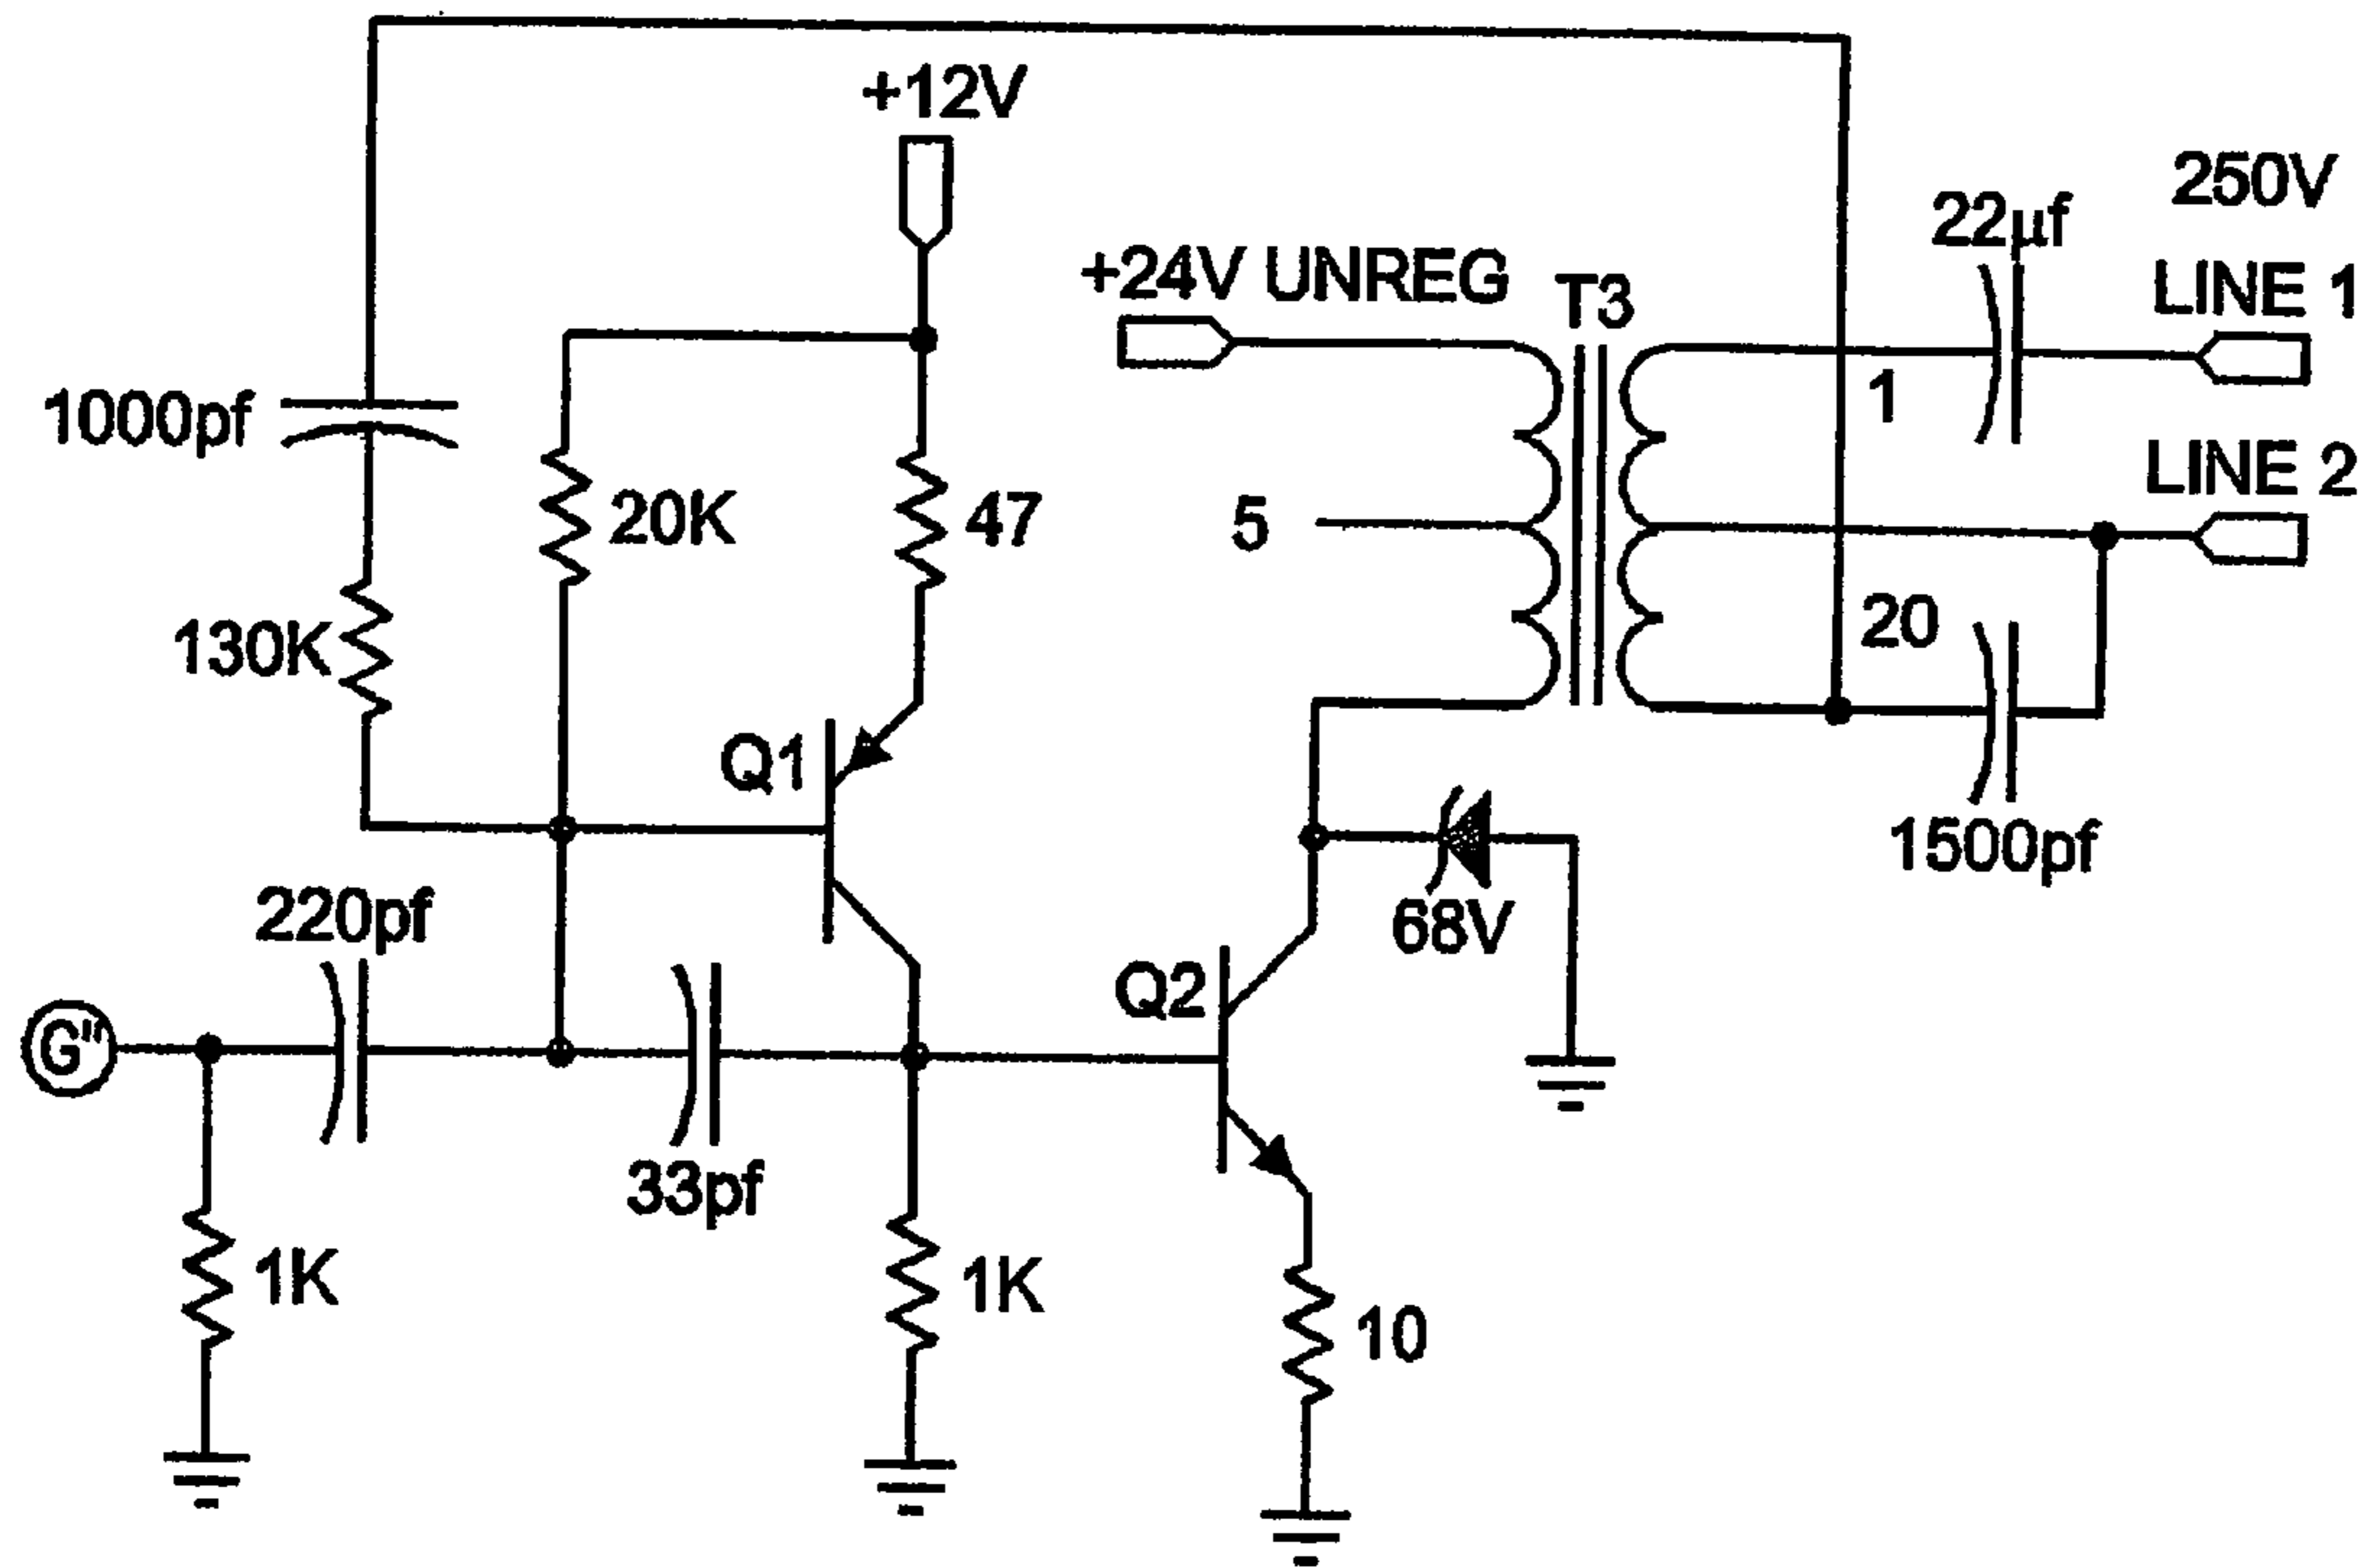 +12V
250V
22µf
+24V UNREG
T3
LINE 1
1
1000pf
20K
47
5
LINE 2
130K
20
Q1
1500pf
220pf
68V
Q2
G"
33pf
1K
1K
10